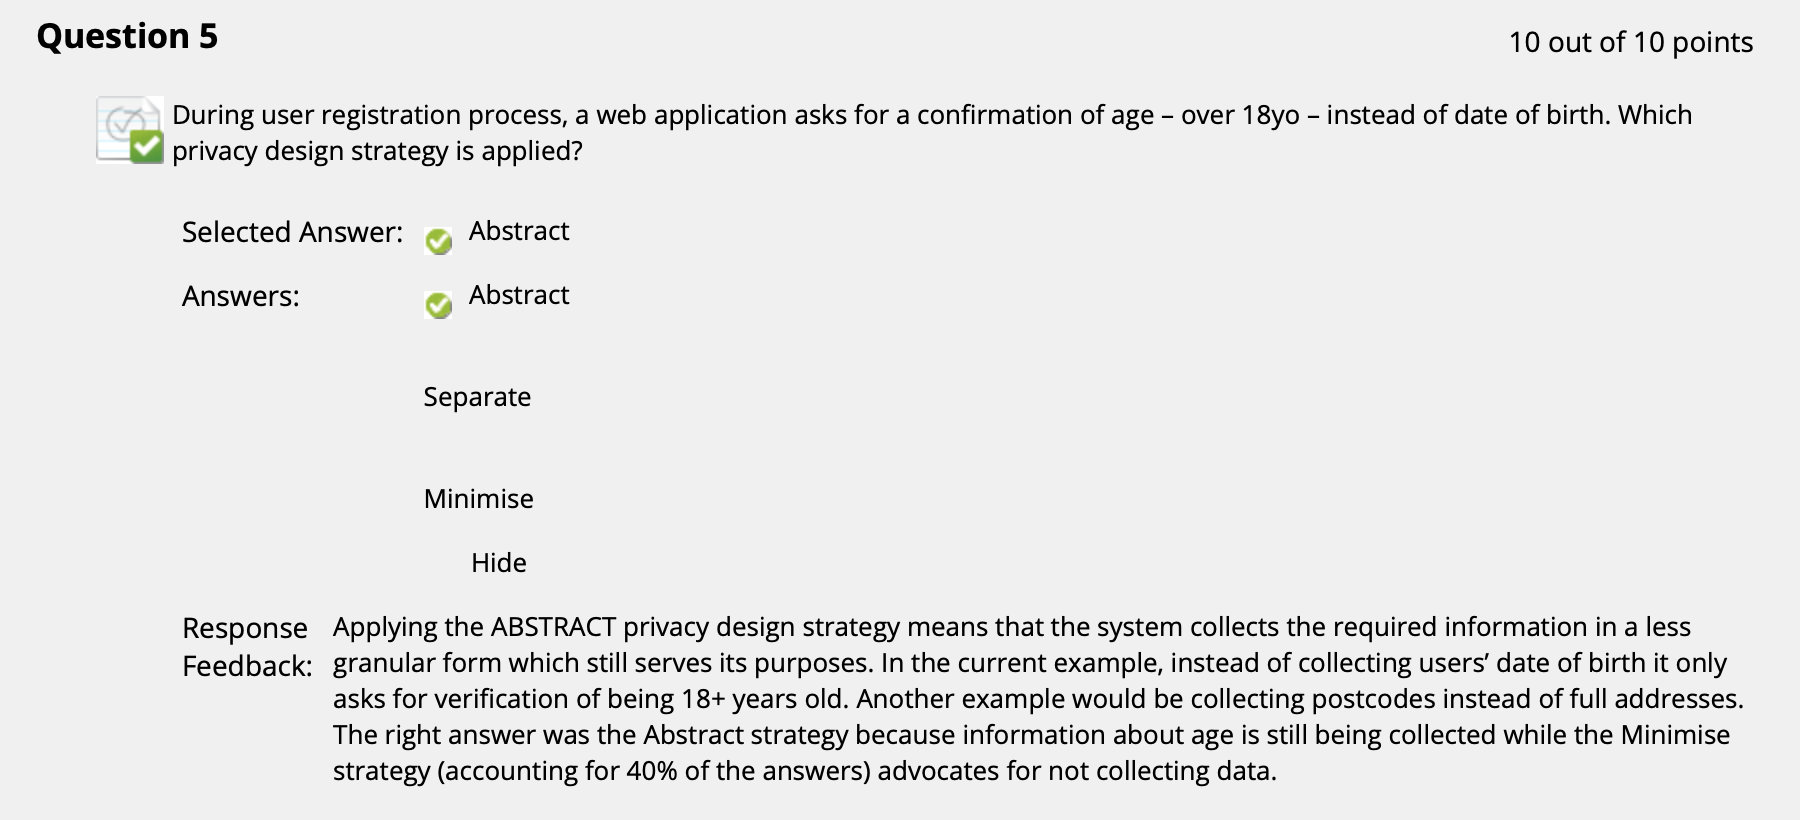 Question 5
10 out of 10 points
During user registration process, a web application asks for a confirmation of age – over 18yo – instead of date of birth. Which
privacy design strategy is applied?
Selected Answer: Abstract
Answers: Abstract
Separate
Minimise
Hide
Response Feedback:
Applying the ABSTRACT privacy design strategy means that the system collects the required information in a less
granular form which still serves its purposes. In the current example, instead of collecting users’ date of birth it only
asks for verification of being 18+ years old. Another example would be collecting postcodes instead of full addresses.
The right answer was the Abstract strategy because information about age is still being collected while the Minimise
strategy (accounting for 40% of the answers) advocates for not collecting data.